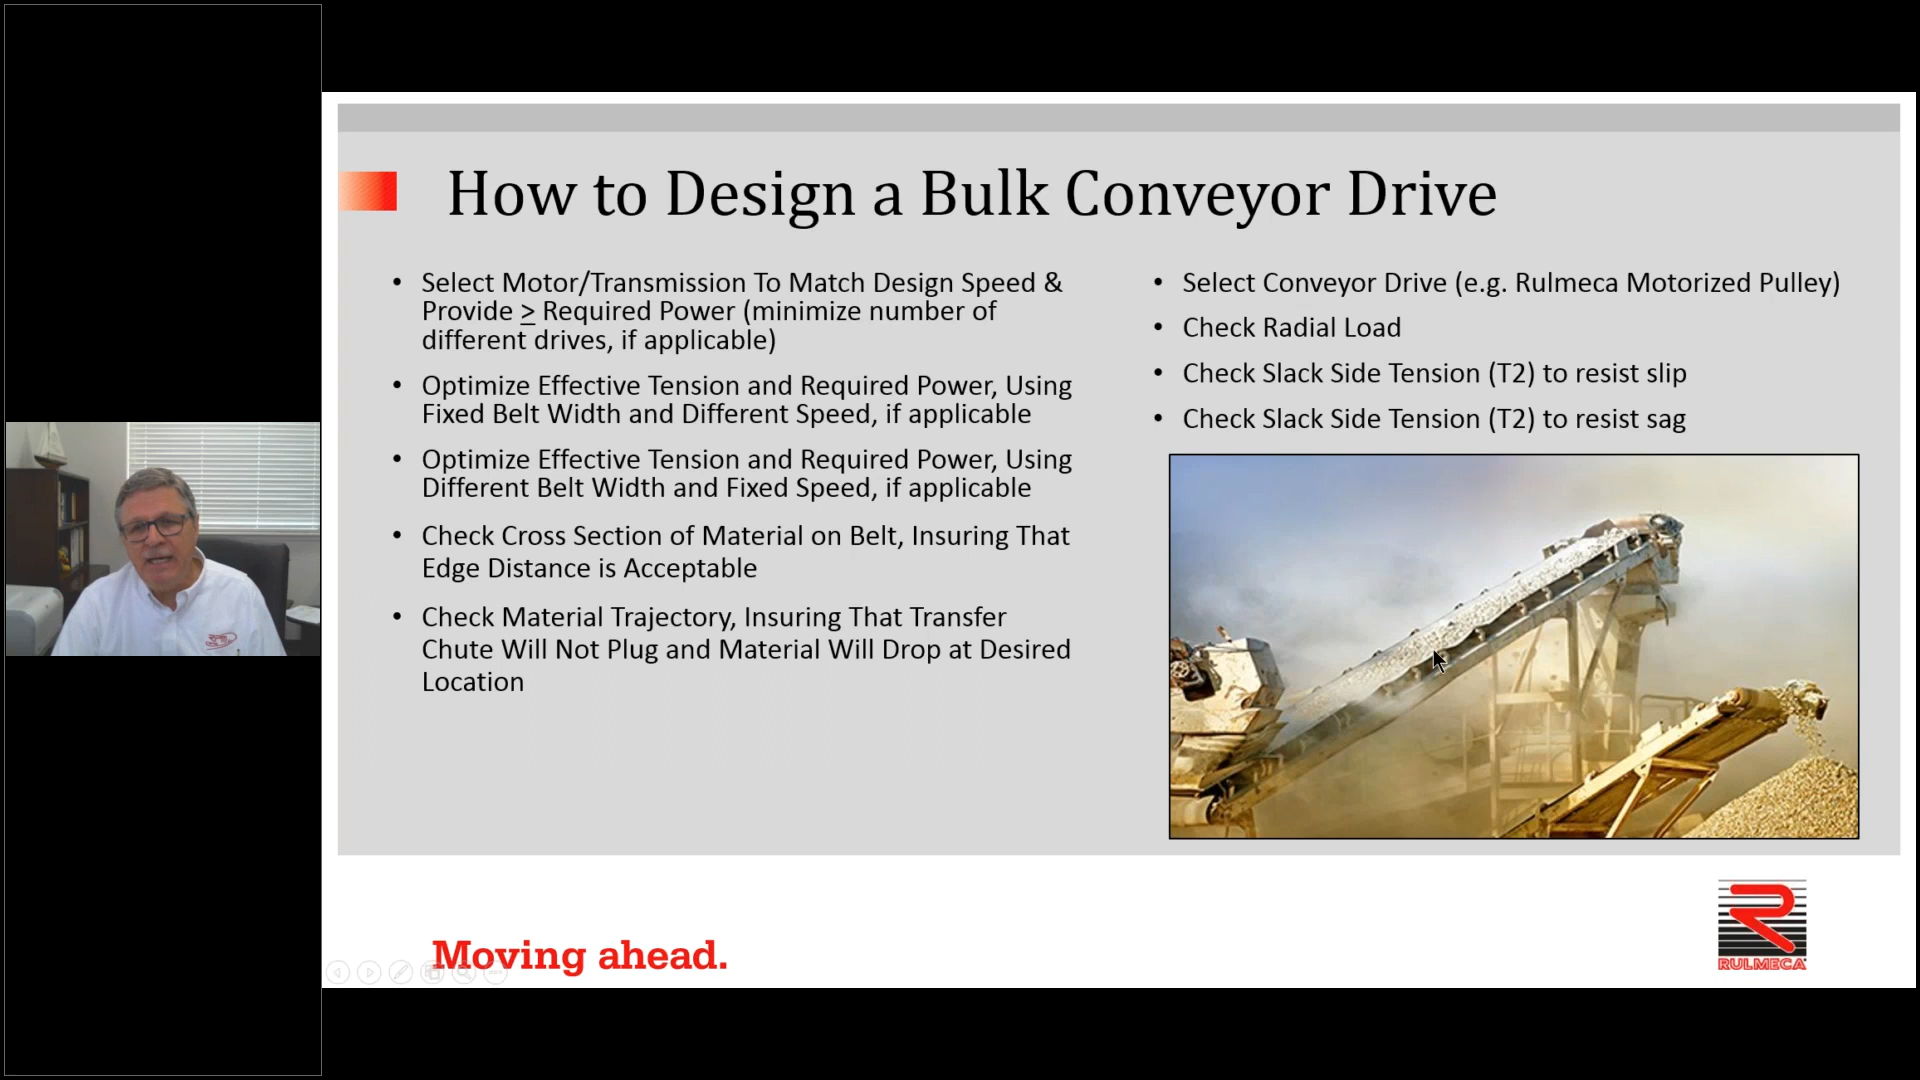 How to Design a Bulk Conveyor Drive
• Select Motor/Transmission To Match Design Speed &
Provide > Required Power (minimize number of
different drives, if applicable)
• Optimize Effective Tension and Required Power, Using
Fixed Belt Width and Different Speed, if applicable
• Optimize Effective Tension and Required Power, Using
Different Belt Width and Fixed Speed, if applicable
• Check Cross Section of Material on Belt, Insuring That
Edge Distance is Acceptable
• Check Material Trajectory, Insuring That Transfer
Chute Will Not Plug and Material Will Drop at Desired
Location
• Select Conveyor Drive (e.g. Rulmeca Motorized Pulley)
• Check Radial Load
• Check Slack Side Tension (T2) to resist slip
• Check Slack Side Tension (T2) to resist sag
Moving ahead.
RULMECA